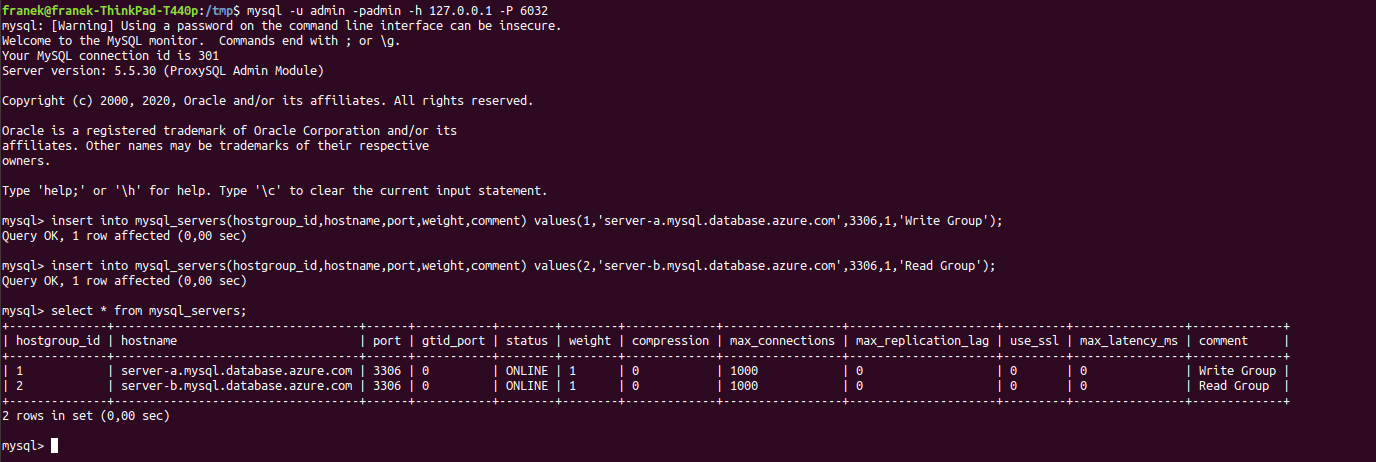 franek@franek-ThinkPad-T440p:/tmp$ mysql -u admin -padmin -h 127.0.0.1 -P 6032
mysql: [Warning] Using a password on the command line interface can be insecure.
Welcome to the MySQL monitor.  Commands end with ; or \g.
Your MySQL connection id is 301
Server version: 5.5.30 (ProxySQL Admin Module)

Copyright (c) 2000, 2020, Oracle and/or its affiliates. All rights reserved.

Oracle is a registered trademark of Oracle Corporation and/or its
affiliates. Other names may be trademarks of their respective
owners.

Type 'help;' or '\h' for help. Type '\c' to clear the current input statement.

mysql> insert into mysql_servers(hostgroup_id,hostname,port,weight,comment) values(1,'server-a.mysql.database.azure.com',3306,1,'Write Group');
Query OK, 1 row affected (0,00 sec)

mysql> insert into mysql_servers(hostgroup_id,hostname,port,weight,comment) values(2,'server-b.mysql.database.azure.com',3306,1,'Read Group');
Query OK, 1 row affected (0,00 sec)

mysql> select * from mysql_servers;
+--------------+-----------------------------------+------+-----------+--------+--------+-------------+-----------------+---------------------+---------+----------------+-------------+
| hostgroup_id | hostname                          | port | gtid_port | status | weight | compression | max_connections | max_replication_lag | use_ssl | max_latency_ms | comment     |
+--------------+-----------------------------------+------+-----------+--------+--------+-------------+-----------------+---------------------+---------+----------------+-------------+
| 1            | server-a.mysql.database.azure.com | 3306 | 0         | ONLINE | 1      | 0           | 1000            | 0                   | 0       | 0              | Write Group |
| 2            | server-b.mysql.database.azure.com | 3306 | 0         | ONLINE | 1      | 0           | 1000            | 0                   | 0       | 0              | Read Group  |
+--------------+-----------------------------------+------+-----------+--------+--------+-------------+-----------------+---------------------+---------+----------------+-------------+
2 rows in set (0,00 sec)

mysql>